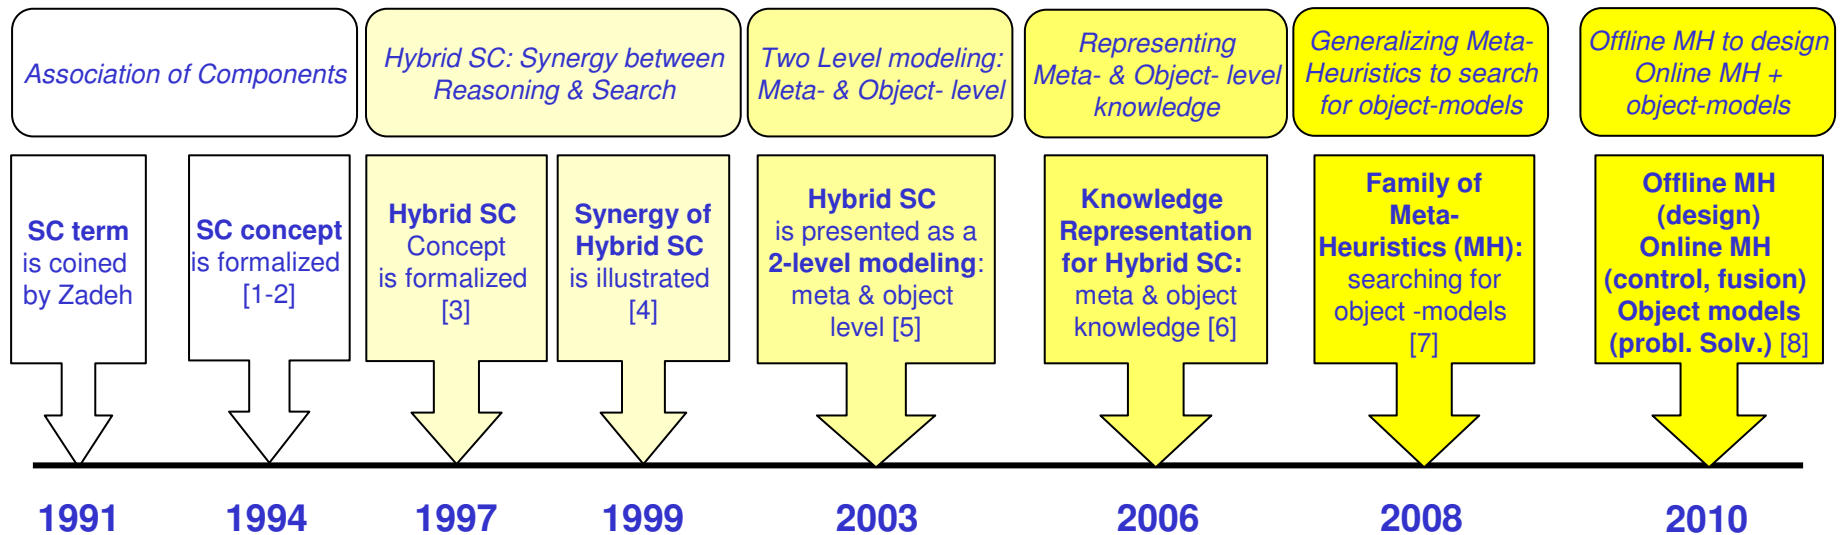 Association of Components
Hybrid SC: Synergy between
Reasoning & Search
Two Level modeling:
Meta- & Object- level
Representing
Meta- & Object- level
knowledge
Generalizing Meta-
Heuristics to search
for object-models
Offline MH to design
Online MH +
object-models
SC term
is coined
by Zadeh
SC concept
is formalized
[1-2]
Hybrid SC
Concept
is formalized
[3]
Synergy of
Hybrid SC
is illustrated
[4]
Hybrid SC
is presented as a
2-level modeling:
meta & object
level [5]
Knowledge
Representation
for Hybrid SC:
meta & object
knowledge [6]
Family of
Meta-
Heuristics (MH):
searching for
object -models
[7]
Offline MH
(design)
Online MH
(control, fusion)
Object models
(probl. Solv.) [8]
1991
1994
1997
1999
2003
2006
2008
2010